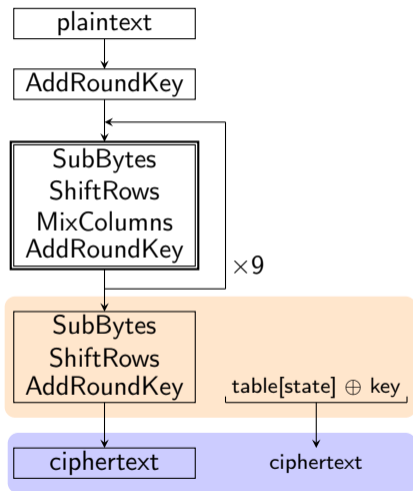 plaintext
AddRoundKey
SubBytes
ShiftRows
MixColumns
AddRoundKey
×9
SubBytes
ShiftRows
AddRoundKey
table[state] ⊕ key
ciphertext
ciphertext